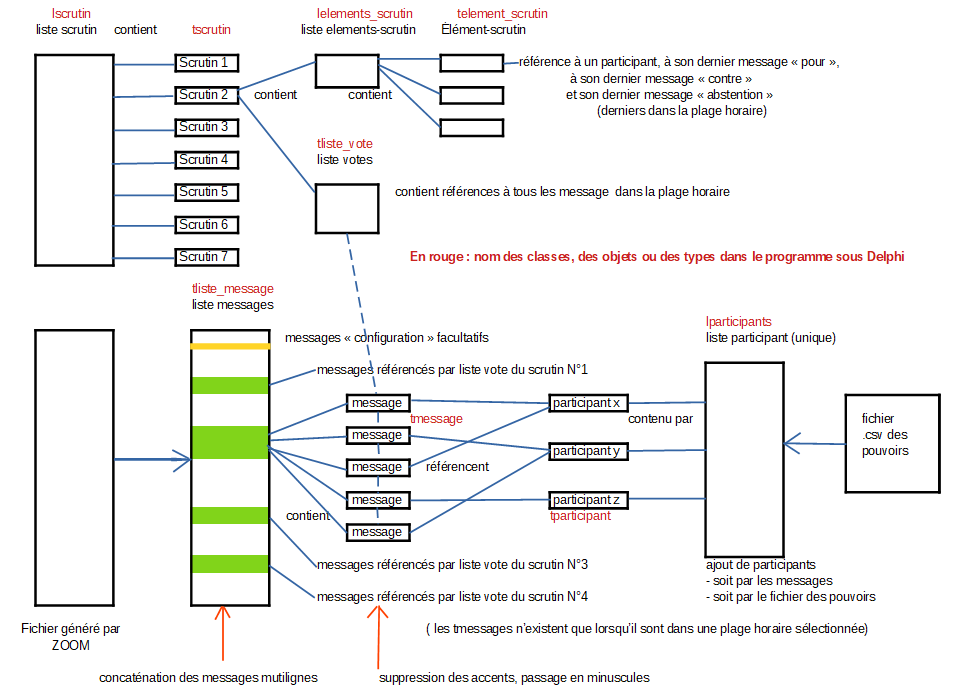 lscrutin
liste scrutin
contient
tscrutin
lelements_scrutin
liste elements-scrutin
telement_scrutin
Élément-scrutin
Scrutin 1
Scrutin 2
Scrutin 3
Scrutin 4
Scrutin 5
Scrutin 6
Scrutin 7
contient
contient
référence à un participant, à son dernier message « pour »,
à son dernier message « contre »
et son dernier message « abstention »
(derniers dans la plage horaire)
tliste_vote
liste votes
contient références à tous les message dans la plage horaire
En rouge : nom des classes, des objets ou des types dans le programme sous Delphi
tliste_message
liste messages
messages « configuration » facultatifs
messages référencés par liste vote du scrutin N°1
message
message
message
message
message
tmessage
référencent
contient
participant x
participant y
participant z
tparticipant
contenu par
lparticipants
liste participant (unique)
fichier
.csv des
pouvoirs
messages référencés par liste vote du scrutin N°3
messages référencés par liste vote du scrutin N°4
ajout de participants
- soit par les messages
- soit par le fichier des pouvoirs
Fichier généré par
ZOOM
( les tmessages n'existent que lorsqu'il sont dans une plage horaire sélectionnée)
concaténation des messages mutilignes
suppression des accents, passage en minuscules